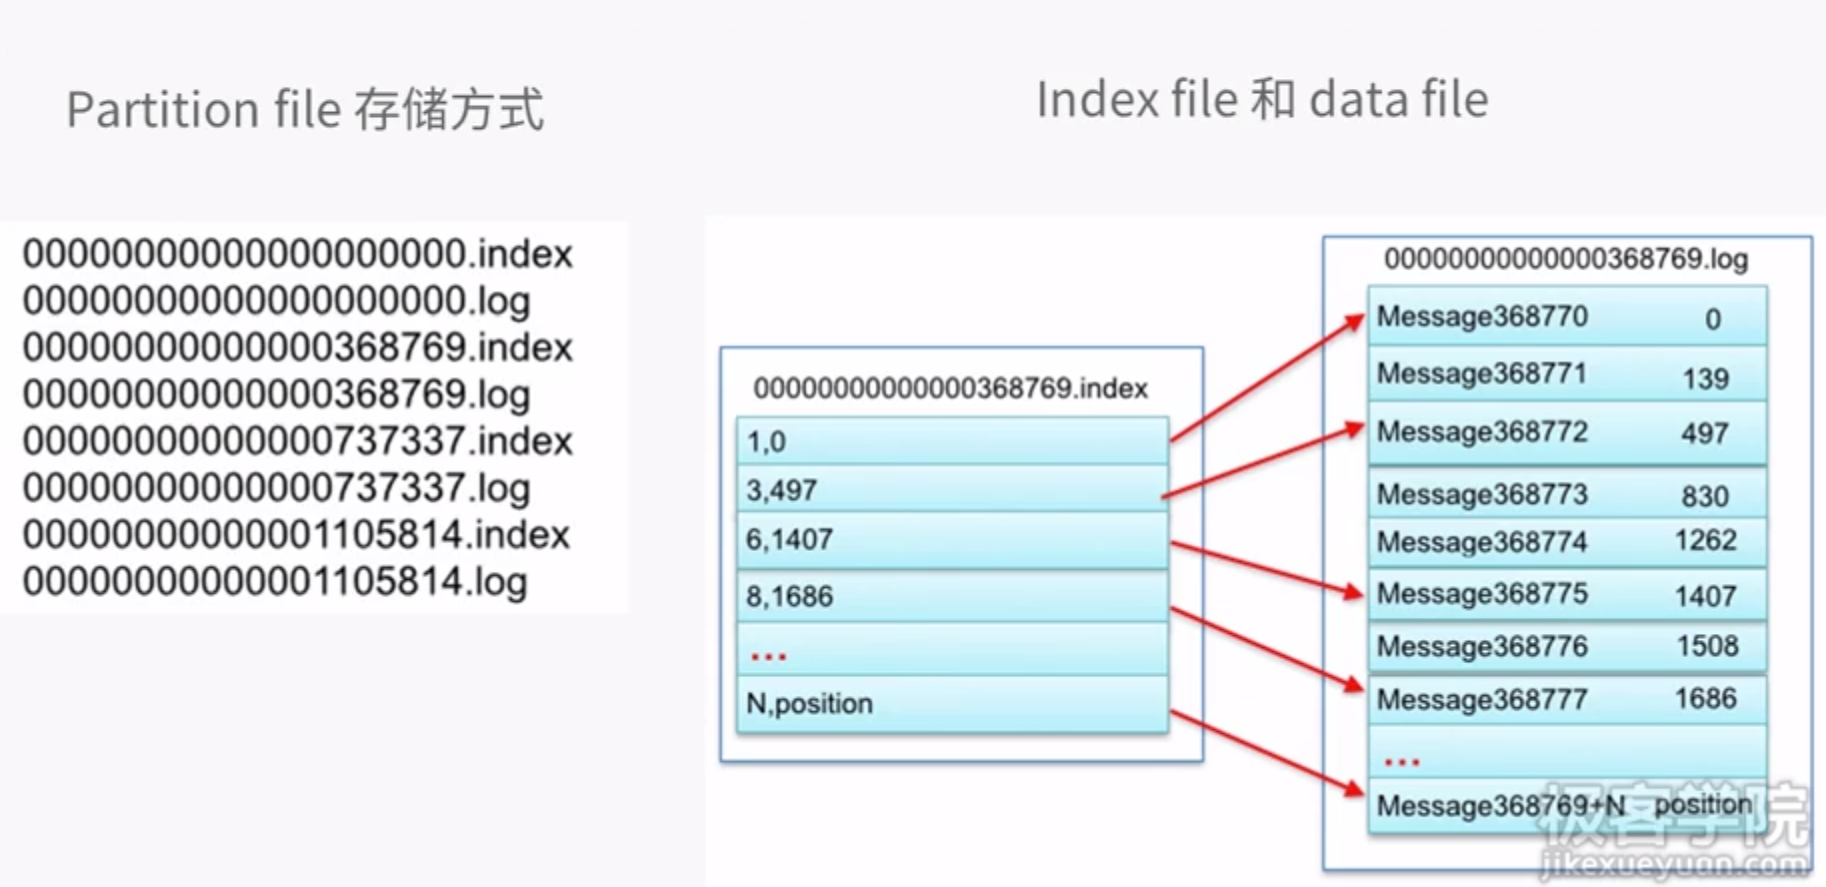 Partition file 存储方式
00000000000000000000.index
00000000000000000000.log
00000000000000368769.index
00000000000000368769.log
00000000000000737337.index
00000000000000737337.log
00000000000001105814.index
00000000000001105814.log
Index file 和 data file
00000000000000368769.index
1,0
3,497
6,1407
8,1686
...
N,position
00000000000000368769.log
Message368770 0
Message368771 139
Message368772 497
Message368773 830
Message368774 1262
Message368775 1407
Message368776 1508
Message368777 1686
...
Message368769+N position
极客学院
jikexueyuan.com